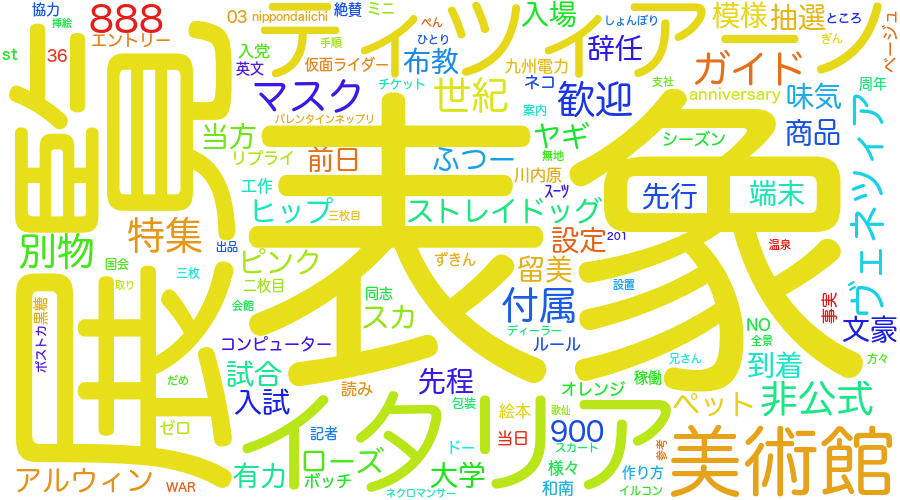 協力
挿絵
888
03
nippondaiichi
絶賛
ミニ
ぺん
ティツィアーノ
入場
しょんぼり
模様
抽選
ところ
ページュ
st
36
エントリー
入党
英文
手順
仮面ライダー
ひとり
布教
九州電力
辞任
ガイド
ぎん
展覧
マスク
チケット
世紀
案内
ネコ
歓迎
支社
anniversary
味気
周年
商品
ヴェネツィア
当方
リプライ
バレンタインネップリ
前日
ふつー
ヤギ
無地
シーズン
川内原
工作
ヒップ
三枚目
ストレイドッグ
スーツ
先行
端末
表象
別物
特集
出品
ピンク
二枚目
ずきん
留美
設定
201
温泉
国会
三枚
取り
会館
同志
スカ
付属
設置
事実
文豪
ポストカ
黒糖
コンピューター
ディーラー
ルール
NO
全景
兄さん
方々
到着
試合
だめ
入試
読み
先程
オレンジ
稼働
非公式
イタリア
包装
絵本
歌仙
ペット
ゼロ
記者
当日
900
スカート
参考
美術館
アルウィン
WAR
有力
ローズ
ボッチ
大学
ドー
様々
和南
作り方
イルコン
ネクロマンサー